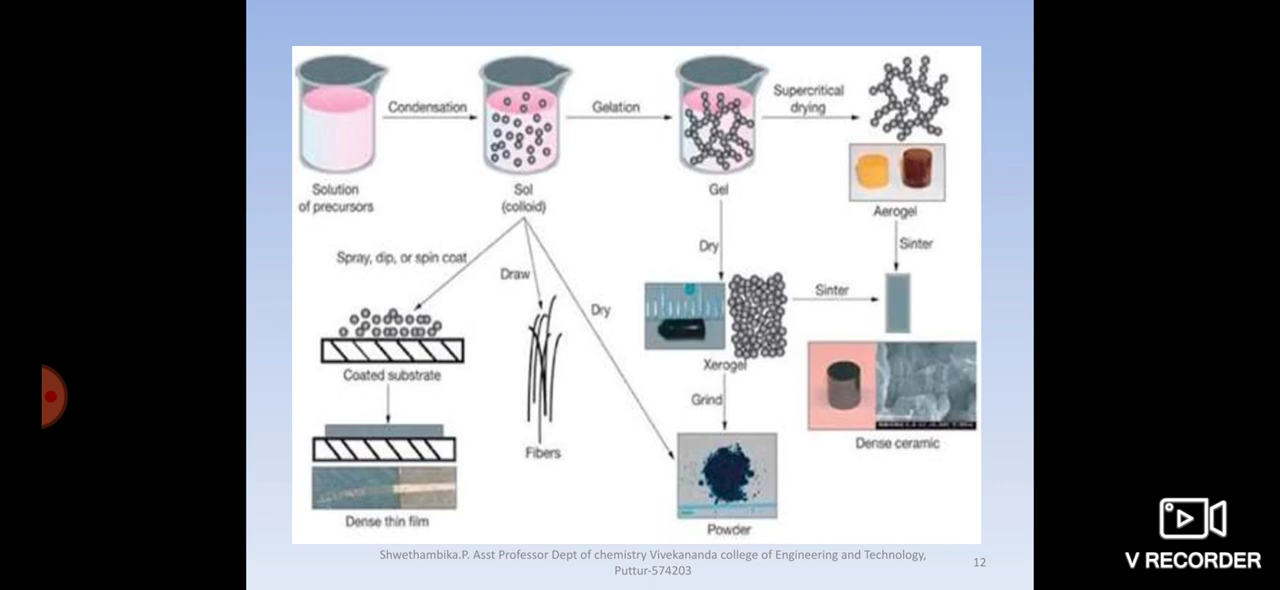 Condensation
Gelation
Supercritical
drying
Solution
of precursors
Sol
(colloid)
Gel
Aerogel
Spray, dip, or spin coat
Draw
Dry
Dry
Sinter
Sinter
Coated substrate
Xerogel
Grind
Fibers
Dense ceramic
Dense thin film
Powder
Shwethambika.P. Asst Professor Dept of chemistry Vivekananda college of Engineering and Technology,
Puttur-574203
12
V RECORDER